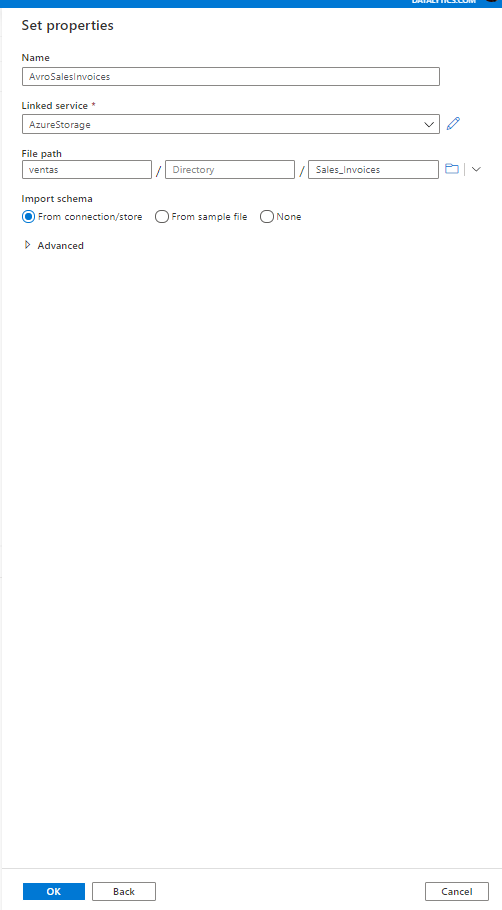 DATALYTICS.COM
Set properties
Name
AvroSalesInvoices
Linked service *
AzureStorage
File path
ventas / Directory / Sales_Invoices
Import schema
From connection/store From sample file None
Advanced
OK Back Cancel